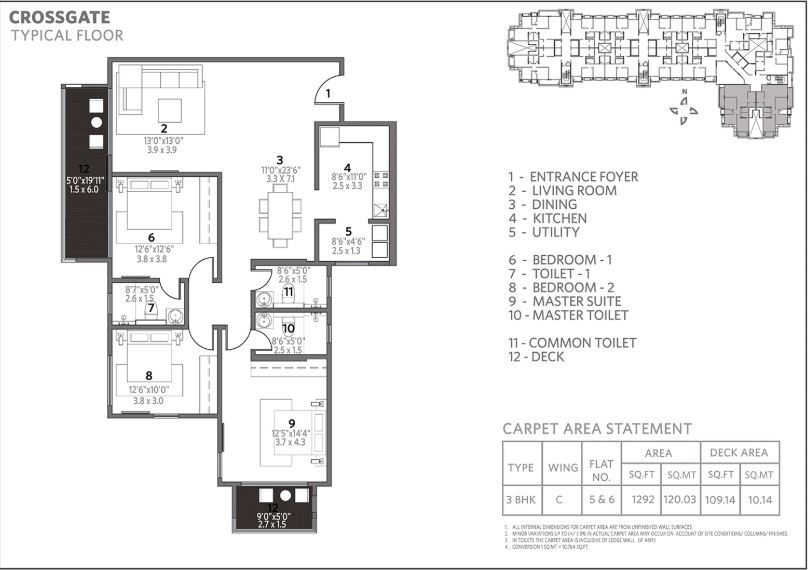 CROSSGATE
TYPICAL FLOOR
N
1
2
13'0"x13'0"
3.9 x 3.9
3
11'0"x23'6"
3.3 X 7.1
4
8'6"x11'0"
2.5 x 3.3
12
5'0"x19'11"
1.5 x 6.0
5
8'6"x4'6"
2.5 x 1.3
6
12'6"x12'6"
3.8 x 3.8
8'6"x5'0"
2.6 x 1.5
11
8'7"x5'0"
2.6 x 1.5
7
10
8'6"x5'0"
2.5 x 1.5
8
12'6"x10'0"
3.8 x 3.0
9
12'5"x14'4"
3.7 x 4.3
12
9'0"x5'0"
2.7 x 1.5
1 - ENTRANCE FOYER
2 - LIVING ROOM
3 - DINING
4 - KITCHEN
5 - UTILITY
6 - BEDROOM - 1
7 - TOILET - 1
8 - BEDROOM - 2
9 - MASTER SUITE
10 - MASTER TOILET
11 - COMMON TOILET
12 - DECK
CARPET AREA STATEMENT
TYPE WING FLAT NO. AREA DECK AREA
SQ.FT SQ.MT SQ.FT SQ.MT
3 BHK C 5 & 6 1292 120.03 109.14 10.14
1. ALL INTERNAL DIMENSIONS FOR CARPET AREA ARE FROM UNFINISHED WALL SURFACES.
2. MINOR VARIATIONS UP TO (+/-) 3% IN ACTUAL CARPET AREA MAY OCCUR ON ACCOUNT OF SITE CONDITIONS/ COLUMNS/ FINISHES.
3. IN TOILETS THE CARPET AREA IS INCLUSIVE OF LEDGE WALL (IF ANY)
4. CONVERSION 1 SQ.MT = 10.764 SQ.FT.